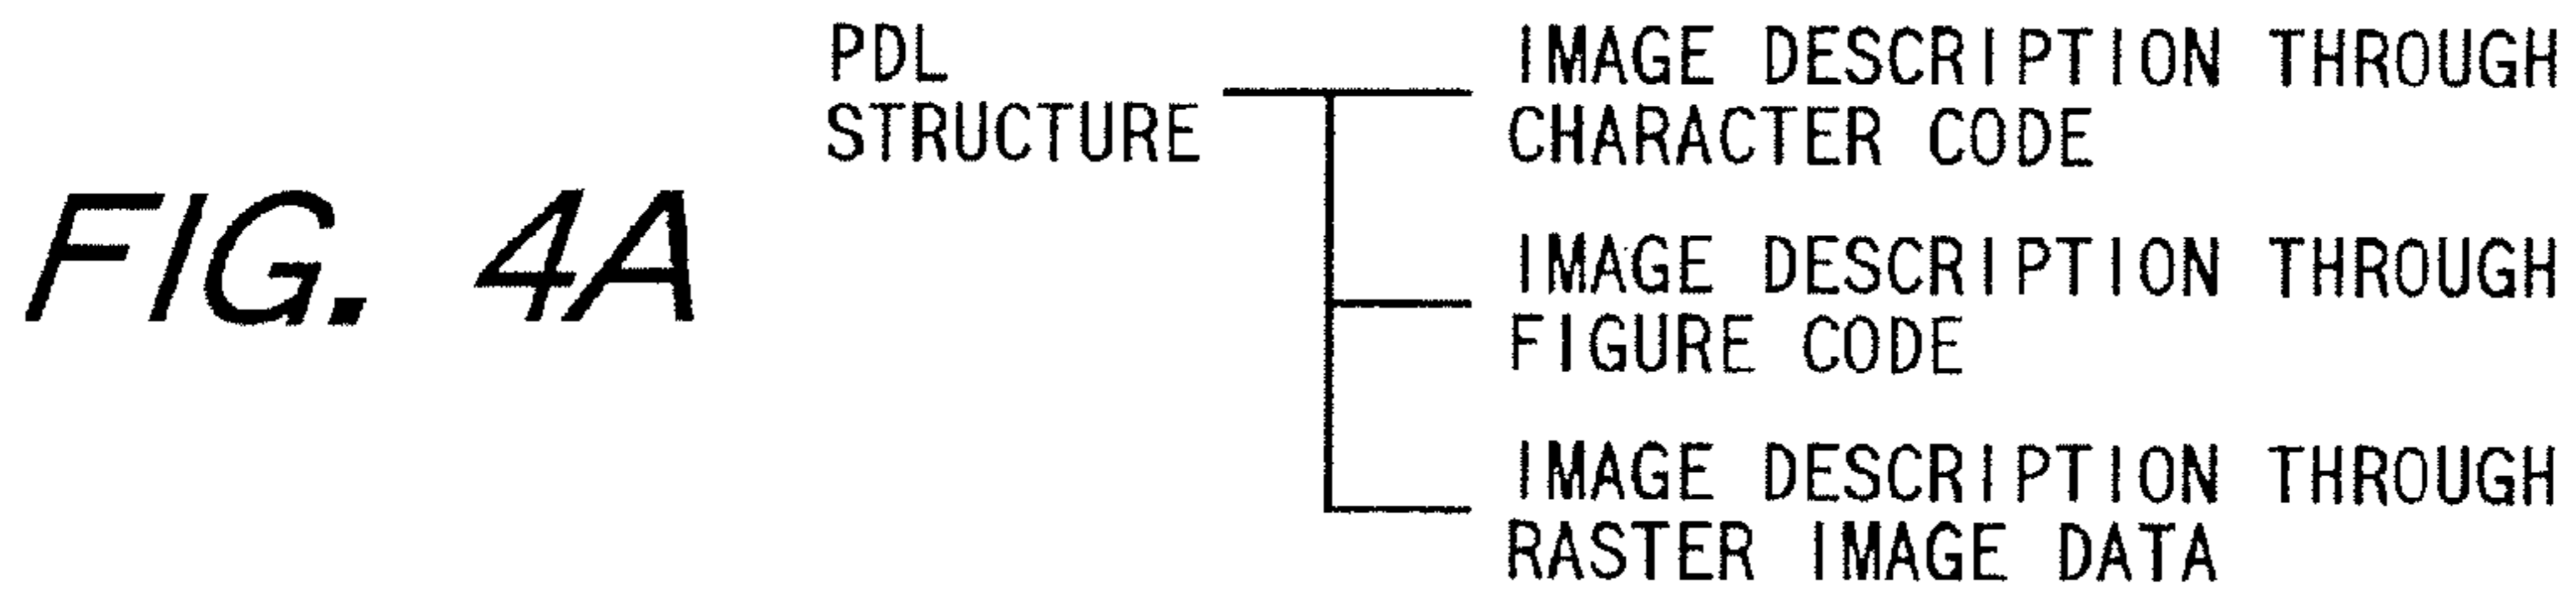 FIG. 4A
PDL
STRUCTURE
IMAGE DESCRIPTION THROUGH
CHARACTER CODE
IMAGE DESCRIPTION THROUGH
FIGURE CODE
IMAGE DESCRIPTION THROUGH
RASTER IMAGE DATA